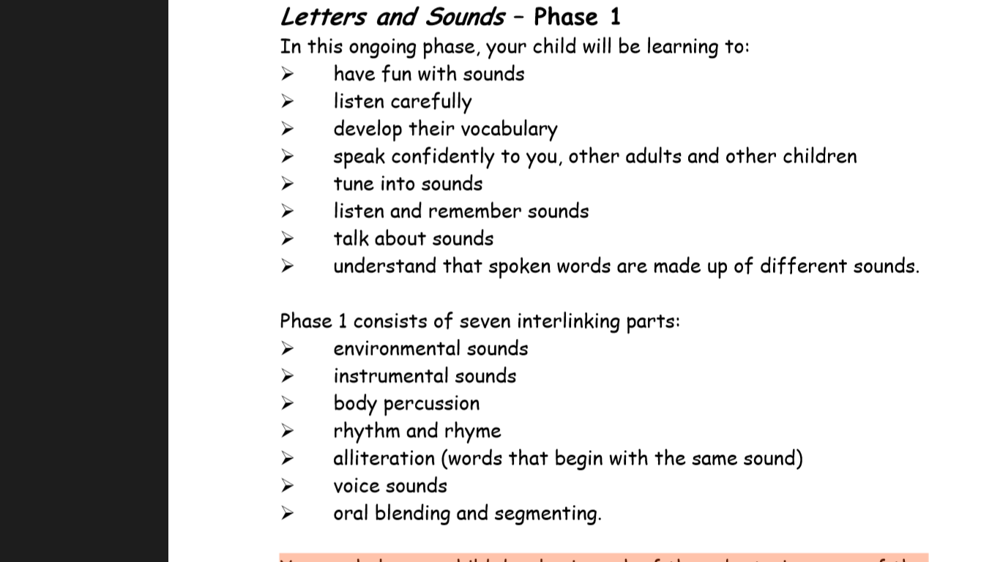 Letters and Sounds – Phase 1
In this ongoing phase, your child will be learning to:
➢ have fun with sounds
➢ listen carefully
➢ develop their vocabulary
➢ speak confidently to you, other adults and other children
➢ tune into sounds
➢ listen and remember sounds
➢ talk about sounds
➢ understand that spoken words are made up of different sounds.
Phase 1 consists of seven interlinking parts:
➢ environmental sounds
➢ instrumental sounds
➢ body percussion
➢ rhythm and rhyme
➢ alliteration (words that begin with the same sound)
➢ voice sounds
➢ oral blending and segmenting.